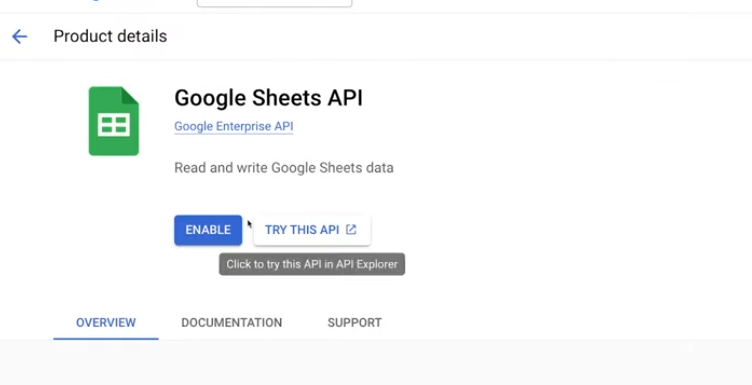 Product details
Google Sheets API
Google Enterprise API
Read and write Google Sheets data
ENABLE
TRY THIS API
Click to try this API in API Explorer
OVERVIEW
DOCUMENTATION
SUPPORT